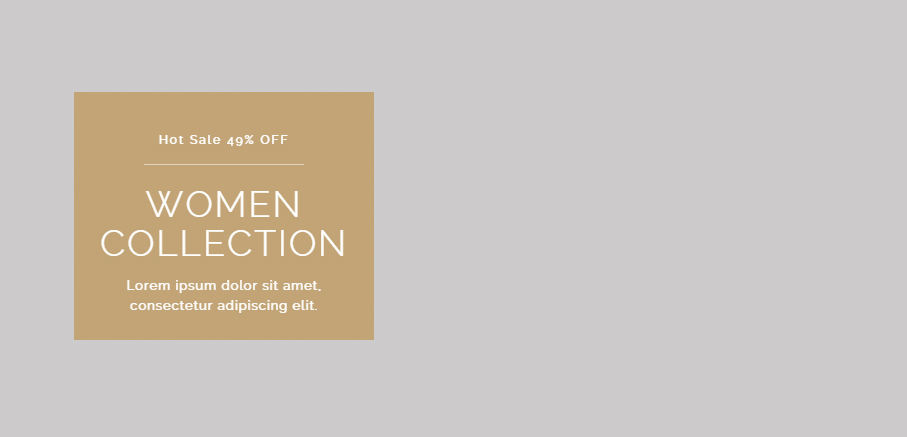 Hot Sale 49% OFF
WOMEN
COLLECTION
Lorem ipsum dolor sit amet,
consectetur adipiscing elit.